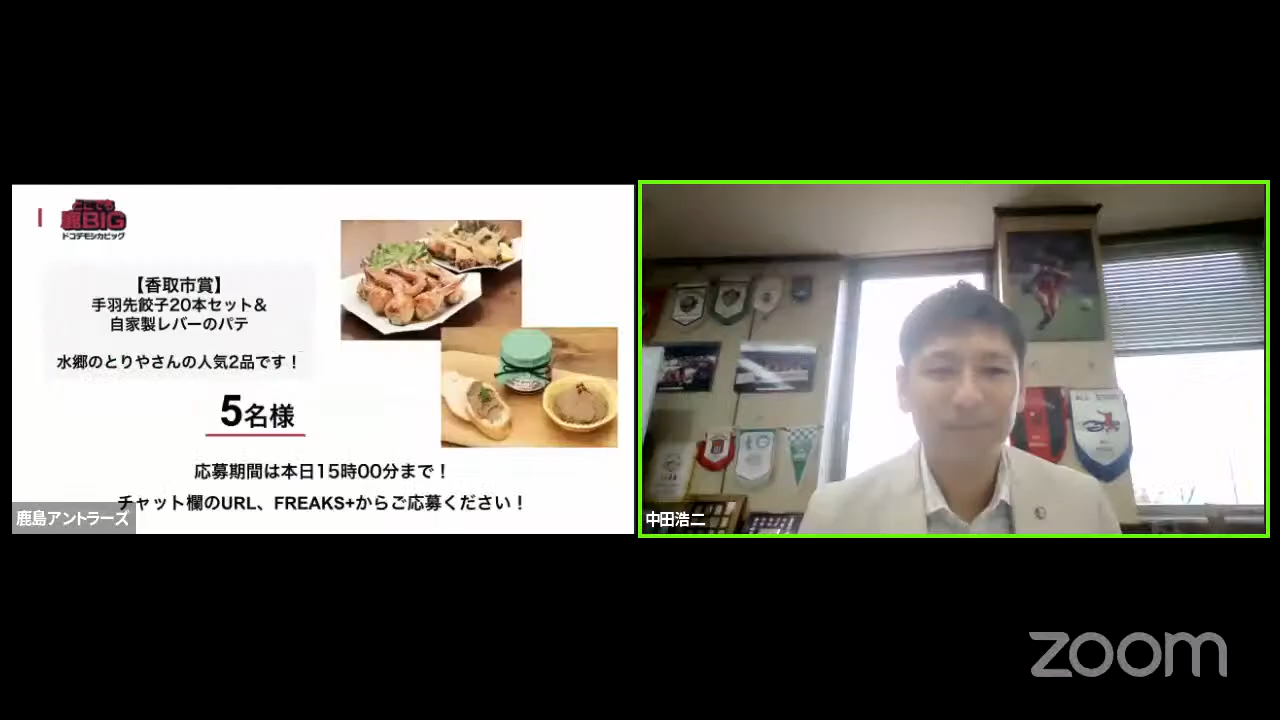 どこでも
鹿BIG
ドコデモシカビッグ
【香取市賞】
手羽先餃子20本セット&
自家製レバーのパテ
水郷のとりやさんの人気2品です！
5名様
応募期間は本日15時00分まで！
チャット欄のURL、FREAKS+からご応募ください！
鹿島アントラーズ
中田浩二
zoom